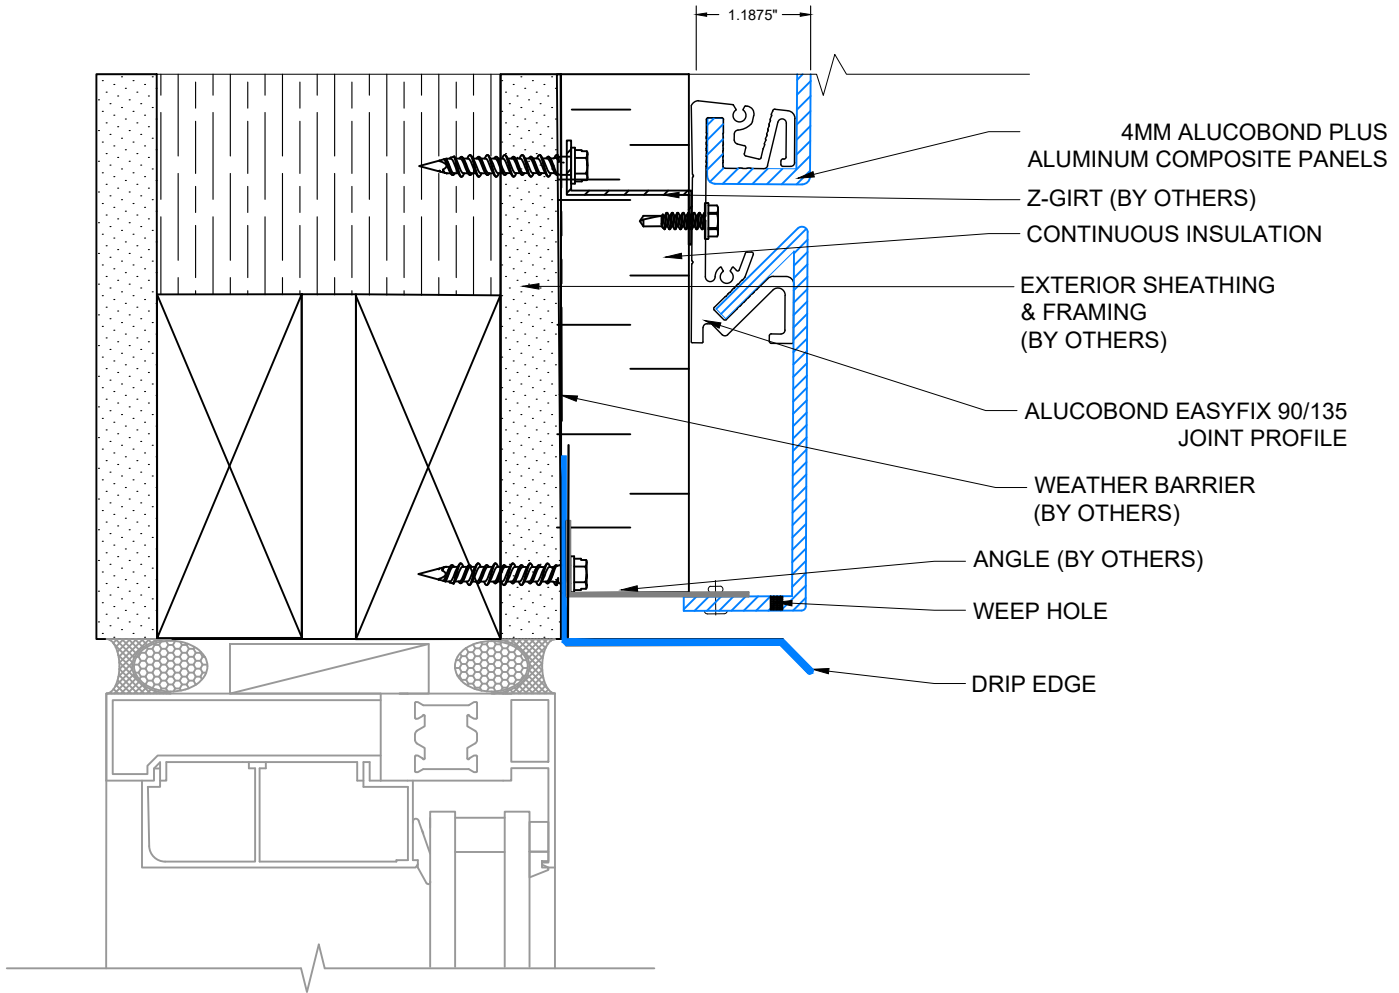 1.1875"
4MM ALUCOBOND PLUS
ALUMINUM COMPOSITE PANELS
Z-GIRT (BY OTHERS)
CONTINUOUS INSULATION
EXTERIOR SHEATHING
& FRAMING
(BY OTHERS)
ALUCOBOND EASYFIX 90/135
JOINT PROFILE
WEATHER BARRIER
(BY OTHERS)
ANGLE (BY OTHERS)
WEEP HOLE
DRIP EDGE